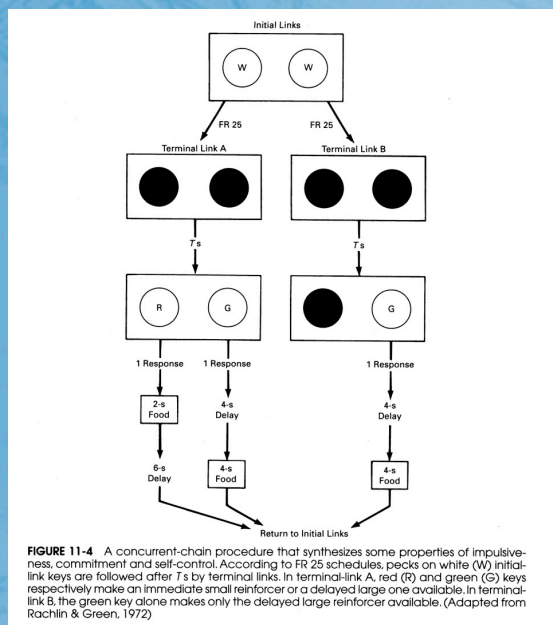 Initial Links
W W
FR 25 FR 25
Terminal Link A Terminal Link B
T s T s
R G G
1 Response 1 Response 1 Response
2-s
Food
4-s
Delay
4-s
Delay
6-s
Delay
4-s
Food
4-s
Food
Return to Initial Links
FIGURE 11-4 A concurrent-chain procedure that synthesizes some properties of impulsive-
ness, commitment and self-control. According to FR 25 schedules, pecks on white (W) initial-
link keys are followed after T s by terminal links. In terminal-link A, red (R) and green (G) keys
respectively make an immediate small reinforcer or a delayed large one available. In terminal-
link B, the green key alone makes only the delayed large reinforcer available. (Adapted from
Rachlin & Green, 1972)